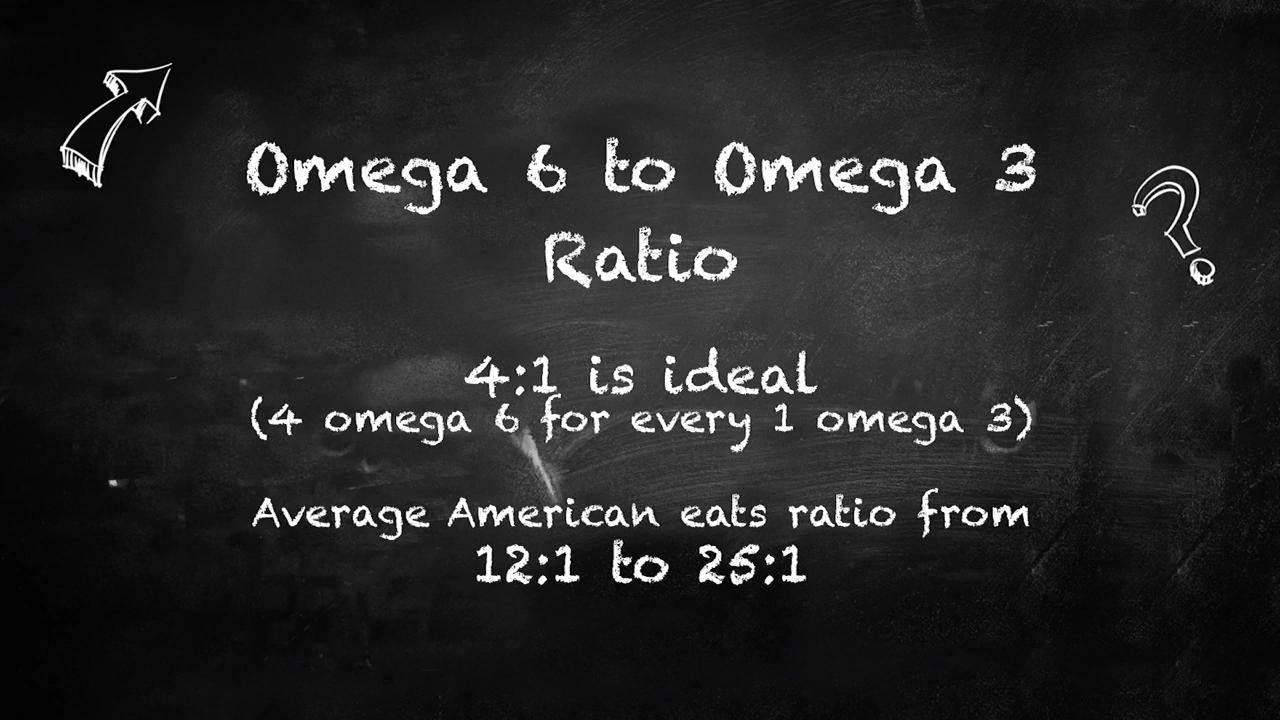 Omega 6 to Omega 3
Ratio
4:1 is ideal
(4 omega 6 for every 1 omega 3)
Average American eats ratio from
12:1 to 25:1